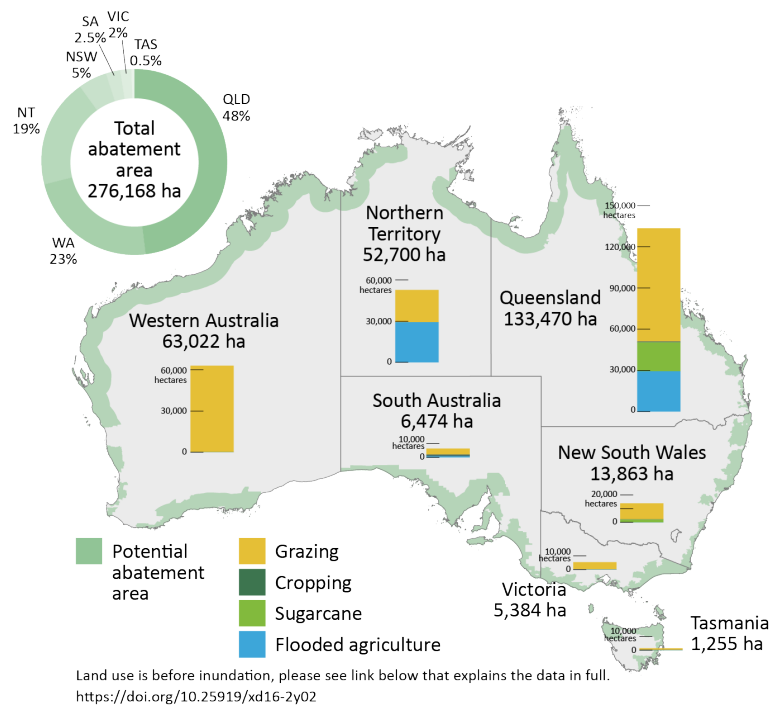 SA
2.5%
VIC
2%
TAS
0.5%
NSW
5%
QLD
48%
NT
19%
WA
23%
Total
abatement
area
276,168 ha
Northern
Territory
52,700 ha
60,000
hectares
30,000
0
150,000
hectares
120,000
90,000
60,000
30,000
0
Queensland
133,470 ha
Western Australia
63,022 ha
60,000
hectares
30,000
0
South Australia
6,474 ha
10,000
hectares
0
New South Wales
13,863 ha
20,000
hectares
0
10,000
hectares
0
Victoria
5,384 ha
10,000
hectares
0
Tasmania
1,255 ha
Potential
abatement
area
Grazing
Cropping
Sugarcane
Flooded agriculture
Land use is before inundation, please see link below that explains the data in full.
https://doi.org/10.25919/xd16-2y02